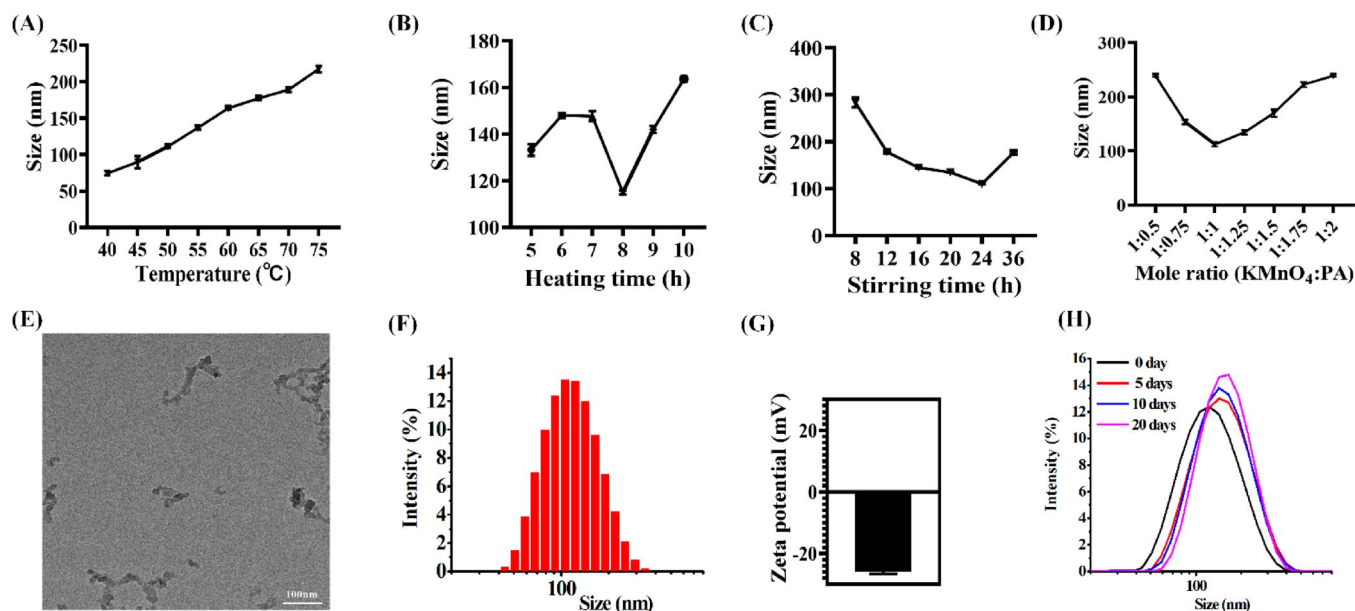 (A)
250
200
150
100
50
0
Size (nm)
40 45 50 55 60 65 70 75
Temperature (℃)
(B)
180
160
140
120
100
Size (nm)
5 6 7 8 9 10
Heating time (h)
(C)
400
300
200
100
0
Size (nm)
8 12 16 20 24 36
Stirring time (h)
(D)
300
200
100
0
Size (nm)
1:0.5 1:0.75 1:1 1:1.25 1:1.5 1:1.75 1:2
Mole ratio (KMnO₄:PA)
(E)
100nm
(F)
14
12
10
8
6
4
2
0
Intensity (%)
100
Size (nm)
(G)
20
0
-20
Zeta potential (mV)
(H)
16
14
12
10
8
6
4
2
0
Intensity (%)
0 day
5 days
10 days
20 days
100
Size (nm)